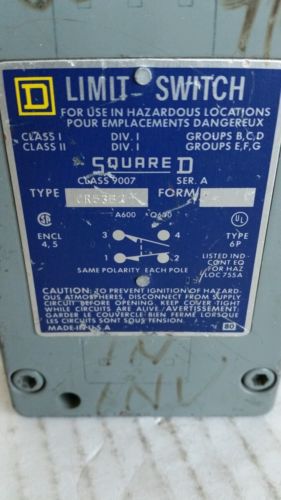 D LIMIT SWITCH
FOR USE IN HAZARDOUS LOCATIONS
POUR EMPLACEMENTS DANGEREUX
CLASS I DIV. I GROUPS B,C,D
CLASS II DIV. I GROUPS E,F,G
SQUARE D
CLASS 9007 SER. A
TYPE FORM
A600 Q600
SA UL
ENCL 3 4 TYPE
4,5 6P
1 2 LISTED IND-
CONT EQ
SAME POLARITY EACH POLE FOR HAZ
LOC 755A
CAUTION: TO PREVENT IGNITION OF HAZARD-
OUS ATMOSPHERES, DISCONNECT FROM SUPPLY
CIRCUIT BEFORE OPENING. KEEP COVER TIGHT
WHILE CIRCUITS ARE ALIVE/AVERTISSEMENT:
GARDER LE COUVERCLE BIEN FERME LORSQUE
LES CIRCUITS SONT SOUS TENSION.
MADE IN U.S.A 80
IN
INV